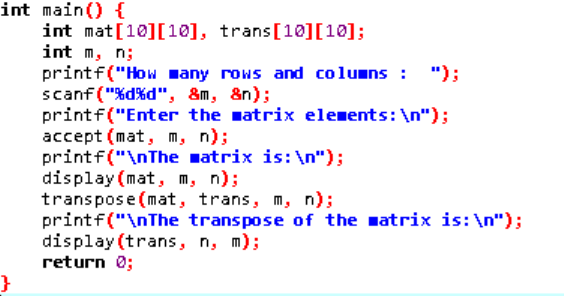 int main() {
    int mat[10][10], trans[10][10];
    int m, n;
    printf("How many rows and columns :  ");
    scanf("%d%d", &m, &n);
    printf("Enter the matrix elements:\n");
    accept(mat, m, n);
    printf("\nThe matrix is:\n");
    display(mat, m, n);
    transpose(mat, trans, m, n);
    printf("\nThe transpose of the matrix is:\n");
    display(trans, n, m);
    return 0;
}